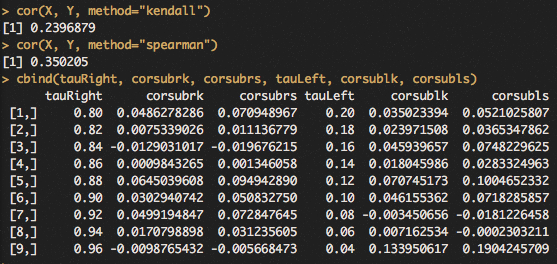 > cor(X, Y, method="kendall")
[1] 0.2396879
> cor(X, Y, method="spearman")
[1] 0.350205
> cbind(tauRight, corsubrk, corsubrs, tauLeft, corsublk, corsubls)
tauRight corsubrk corsubrs tauLeft corsublk corsubls
[1,] 0.80 0.0486278286 0.070948967 0.20 0.035023394 0.0521025807
[2,] 0.82 0.0075339026 0.011136779 0.18 0.023971508 0.0365347862
[3,] 0.84 -0.0129031017 -0.019676215 0.16 0.045939657 0.0748229625
[4,] 0.86 0.0009843265 0.001346058 0.14 0.018045986 0.0283324963
[5,] 0.88 0.0645039608 0.094942890 0.12 0.070745173 0.1004652332
[6,] 0.90 0.0302940742 0.050832750 0.10 0.046155362 0.0718285857
[7,] 0.92 0.0499194847 0.072847645 0.08 -0.003450656 -0.0181226458
[8,] 0.94 0.0170798898 0.031235605 0.06 0.007162534 -0.0002303211
[9,] 0.96 -0.0098765432 -0.005668473 0.04 0.133950617 0.1904245709